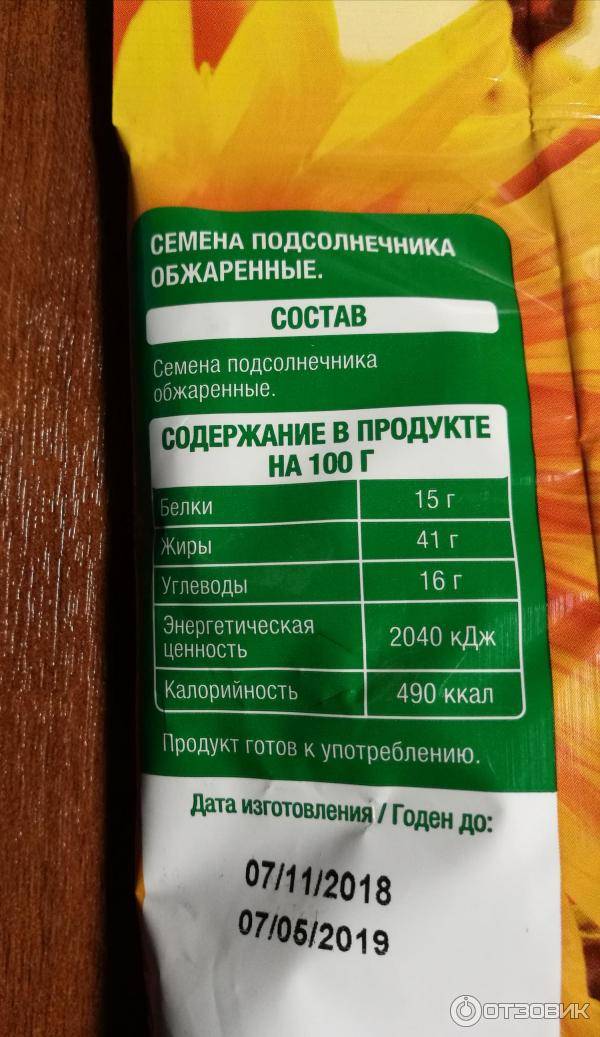 СЕМЕНА ПОДСОЛНЕЧНИКА
ОБЖАРЕННЫЕ.
СОСТАВ
Семена подсолнечника
обжаренные.
СОДЕРЖАНИЕ В ПРОДУКТЕ
НА 100 Г
Белки 15 г
Жиры 41 г
Углеводы 16 г
Энергетическая
ценность 2040 кДж
Калорийность 490 ккал
Продукт готов к употреблению.
Дата изготовления / Годен до:
07/11/2018
07/05/2019
ОТЗОВИК